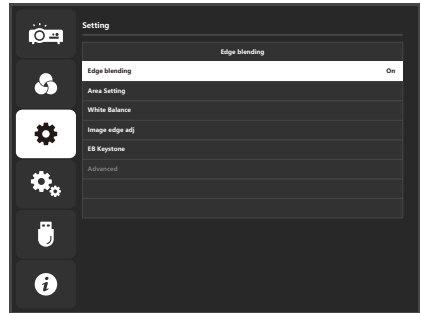 Setting
Edge blending
Edge blending On
Area Setting
White Balance
Image edge adj
EB Keystone
Advanced